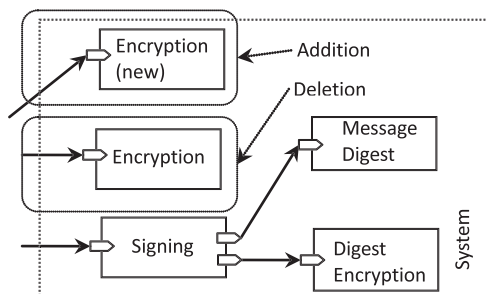 Encryption
(new)
Addition
Deletion
Encryption
Message
Digest
Signing
Digest
Encryption
System